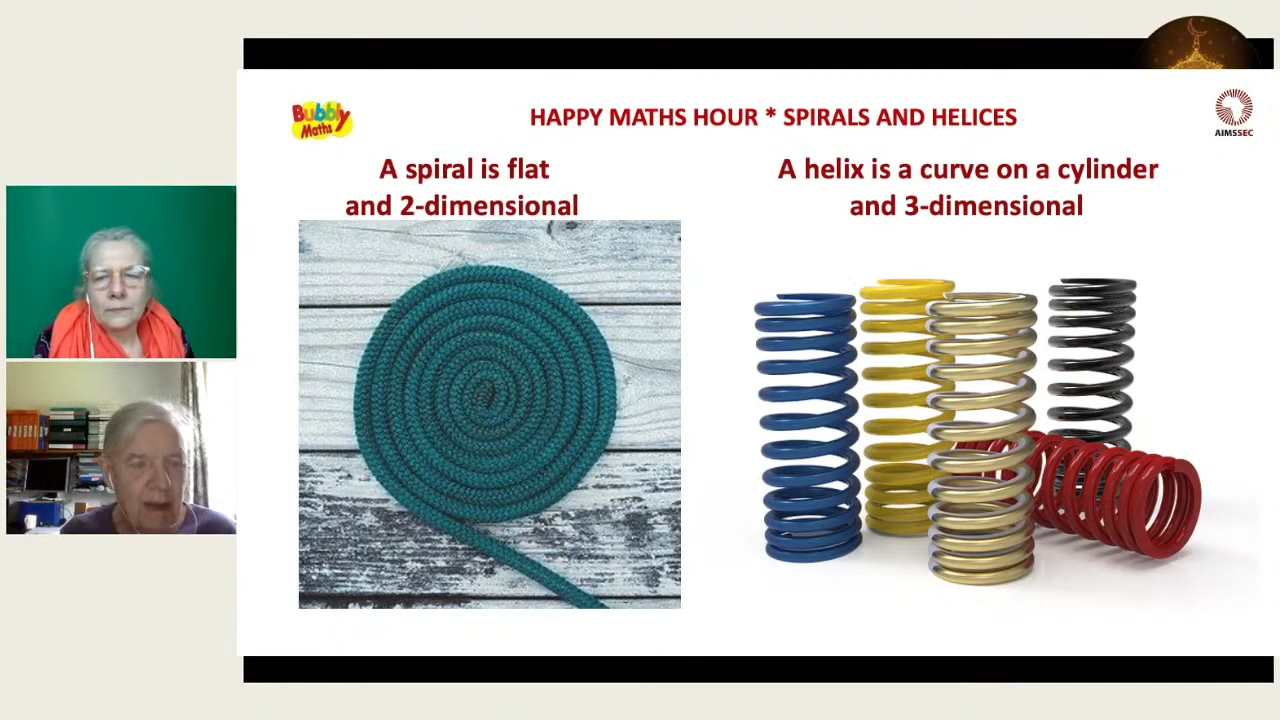 Bubbly
Maths
HAPPY MATHS HOUR * SPIRALS AND HELICES
AIMSSEC
A spiral is flat
and 2-dimensional
A helix is a curve on a cylinder
and 3-dimensional